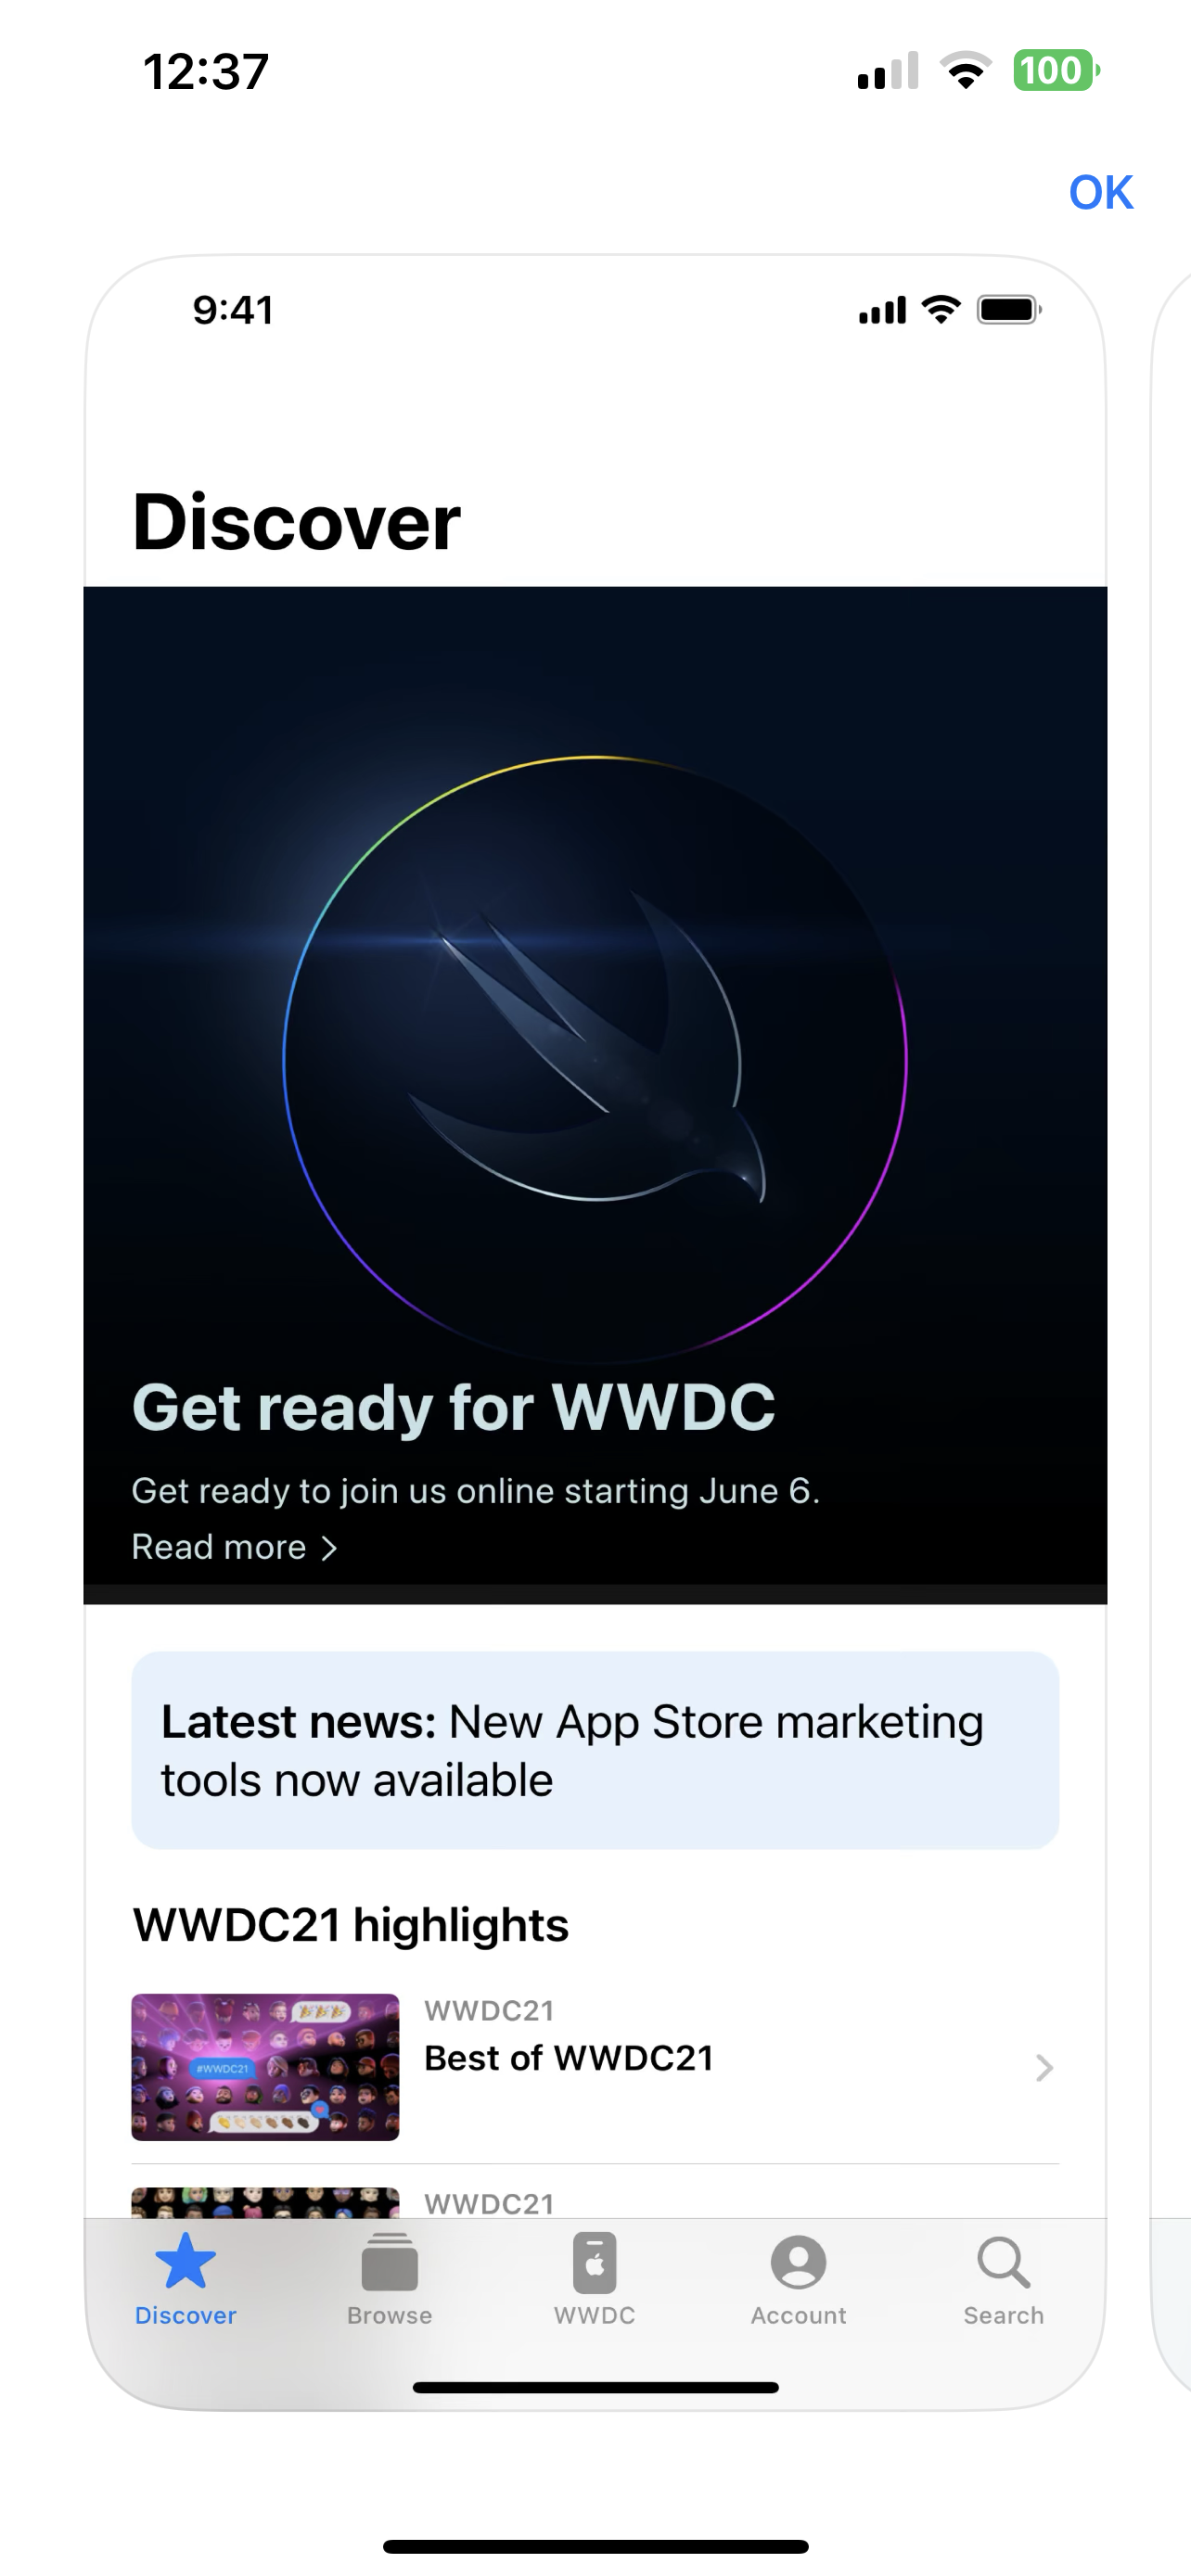 12:37
100
OK
9:41
Discover
Get ready for WWDC
Get ready to join us online starting June 6.
Read more >
Latest news: New App Store marketing
tools now available
WWDC21 highlights
#WWDC21
WWDC21
Best of WWDC21
WWDC21
Discover
Browse
WWDC
Account
Search